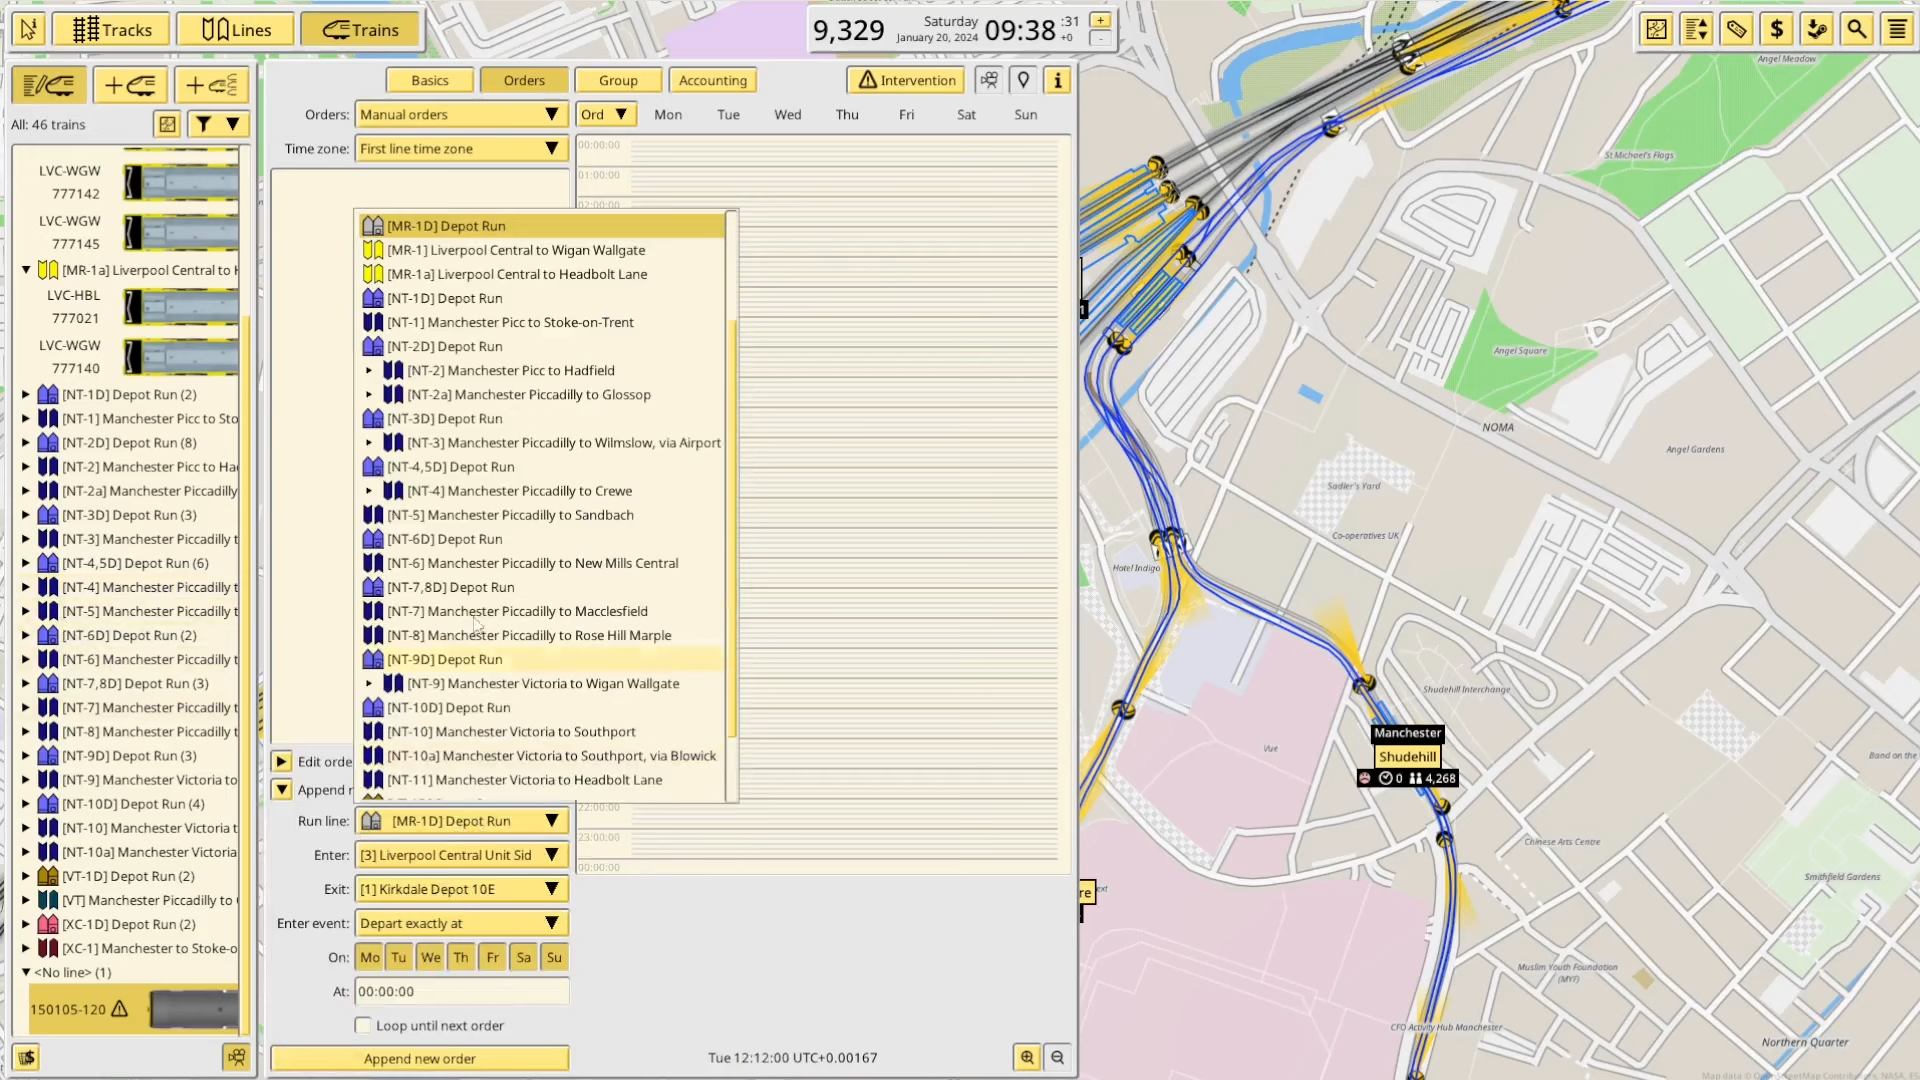 Tracks
Lines
Trains
9,329
Saturday
January 20, 2024
09:38
:31
+0
+
-
$
Basics
Orders
Group
Accounting
Intervention
i
All: 46 trains
Orders:
Manual orders
Ord
Mon
Tue
Wed
Thu
Fri
Sat
Sun
Time zone:
First line time zone
00:00:00
01:00:00
02:00:00
LVC-WGW
777142
LVC-WGW
777145
[MR-1a] Liverpool Central to H
LVC-HBL
777021
LVC-WGW
777140
[NT-1D] Depot Run (2)
[NT-1] Manchester Picc to Sto
[NT-2D] Depot Run (8)
[NT-2] Manchester Picc to Ha
[NT-2a] Manchester Piccadilly
[NT-3D] Depot Run (3)
[NT-3] Manchester Piccadilly t
[NT-4,5D] Depot Run (6)
[NT-4] Manchester Piccadilly t
[NT-5] Manchester Piccadilly t
[NT-6D] Depot Run (2)
[NT-6] Manchester Piccadilly t
[NT-7,8D] Depot Run (3)
[NT-7] Manchester Piccadilly t
[NT-8] Manchester Piccadilly t
[NT-9D] Depot Run (3)
[NT-9] Manchester Victoria to
[NT-10D] Depot Run (4)
[NT-10] Manchester Victoria t
[NT-10a] Manchester Victoria
[VT-1D] Depot Run (2)
[VT] Manchester Piccadilly to
[XC-1D] Depot Run (2)
[XC-1] Manchester to Stoke-o
<No line> (1)
150105-120
[MR-1D] Depot Run
[MR-1] Liverpool Central to Wigan Wallgate
[MR-1a] Liverpool Central to Headbolt Lane
[NT-1D] Depot Run
[NT-1] Manchester Picc to Stoke-on-Trent
[NT-2D] Depot Run
[NT-2] Manchester Picc to Hadfield
[NT-2a] Manchester Piccadilly to Glossop
[NT-3D] Depot Run
[NT-3] Manchester Piccadilly to Wilmslow, via Airport
[NT-4,5D] Depot Run
[NT-4] Manchester Piccadilly to Crewe
[NT-5] Manchester Piccadilly to Sandbach
[NT-6D] Depot Run
[NT-6] Manchester Piccadilly to New Mills Central
[NT-7,8D] Depot Run
[NT-7] Manchester Piccadilly to Macclesfield
[NT-8] Manchester Piccadilly to Rose Hill Marple
[NT-9D] Depot Run
[NT-9] Manchester Victoria to Wigan Wallgate
[NT-10D] Depot Run
[NT-10] Manchester Victoria to Southport
[NT-10a] Manchester Victoria to Southport, via Blowick
[NT-11] Manchester Victoria to Headbolt Lane
Edit orde
Append n
22:00:00
23:00:00
00:00:00
Run line:
[MR-1D] Depot Run
Enter:
[3] Liverpool Central Unit Sid
Exit:
[1] Kirkdale Depot 10E
Enter event:
Depart exactly at
On:
Mo
Tu
We
Th
Fr
Sa
Su
At:
00:00:00
Loop until next order
Append new order
Tue 12:12:00 UTC+0.00167
Angel Meadow
St Michael's Flags
Angel Square
NOMA
Angel Gardens
Sadler's Yard
Co-operatives UK
Hotel Indigo
Shudehill Interchange
Vue
Manchester
Shudehill
0
4,268
Band on the
Chinese Arts Centre
Smithfield Gardens
re
ext
Muslim Youth Foundation
(MYF)
CFO Activity Hub Manchester
Northern Quarter